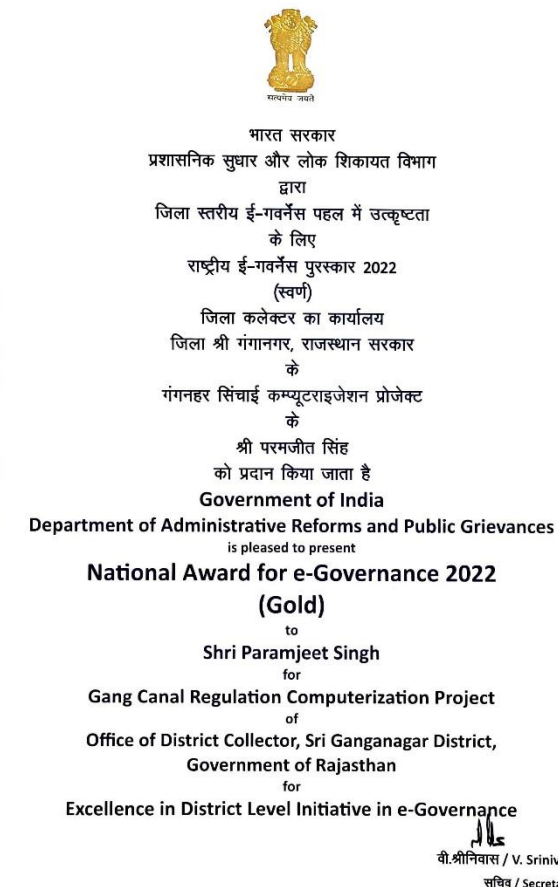 सत्यमेव जयते
भारत सरकार
प्रशासनिक सुधार और लोक शिकायत विभाग
द्वारा
जिला स्तरीय ई-गवर्नेंस पहल में उत्कृष्टता
के लिए
राष्ट्रीय ई-गवर्नेंस पुरस्कार 2022
(स्वर्ण)
जिला कलेक्टर का कार्यालय
जिला श्री गंगानगर, राजस्थान सरकार
के
गंगनहर सिंचाई कम्प्यूटराइजेशन प्रोजेक्ट
के
श्री परमजीत सिंह
को प्रदान किया जाता है
Government of India
Department of Administrative Reforms and Public Grievances
is pleased to present
National Award for e-Governance 2022
(Gold)
to
Shri Paramjeet Singh
for
Gang Canal Regulation Computerization Project
of
Office of District Collector, Sri Ganganagar District,
Government of Rajasthan
for
Excellence in District Level Initiative in e-Governance
वी.श्रीनिवास / V. Sriniv
सचिव / Secreta